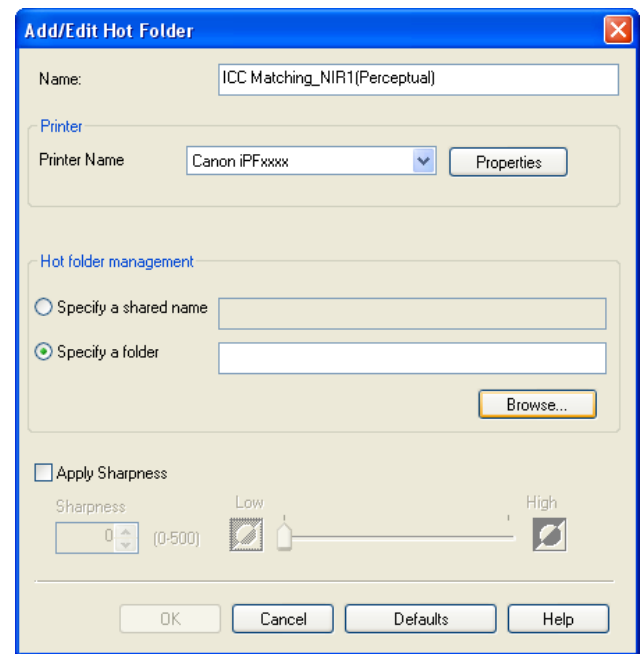 Add/Edit Hot Folder
Name: ICC Matching_NIR1(Perceptual)
Printer
Printer Name Canon iPFxxxx Properties
Hot folder management
Specify a shared name
Specify a folder
Browse...
Apply Sharpness
Sharpness Low High
0 (0-500)
OK Cancel Defaults Help